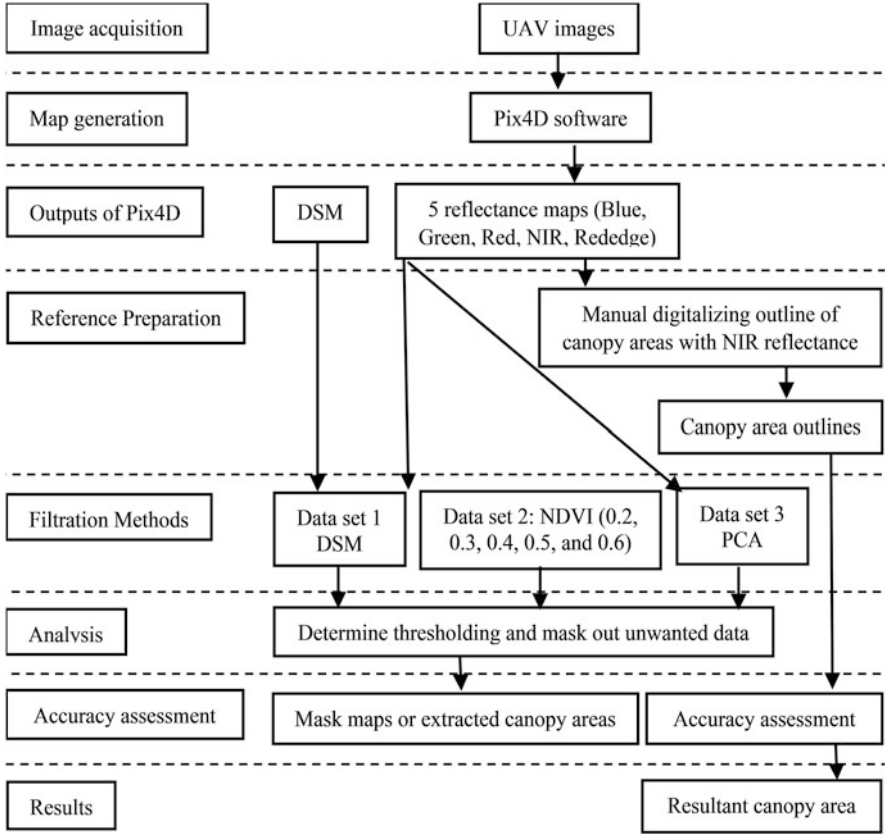 Image acquisition
UAV images
Map generation
Pix4D software
Outputs of Pix4D
DSM
5 reflectance maps (Blue,
Green, Red, NIR, Rededge)
Reference Preparation
Manual digitalizing outline of
canopy areas with NIR reflectance
Canopy area outlines
Filtration Methods
Data set 1
DSM
Data set 2: NDVI (0.2,
0.3, 0.4, 0.5, and 0.6)
Data set 3
PCA
Analysis
Determine thresholding and mask out unwanted data
Accuracy assessment
Mask maps or extracted canopy areas
Accuracy assessment
Results
Resultant canopy area